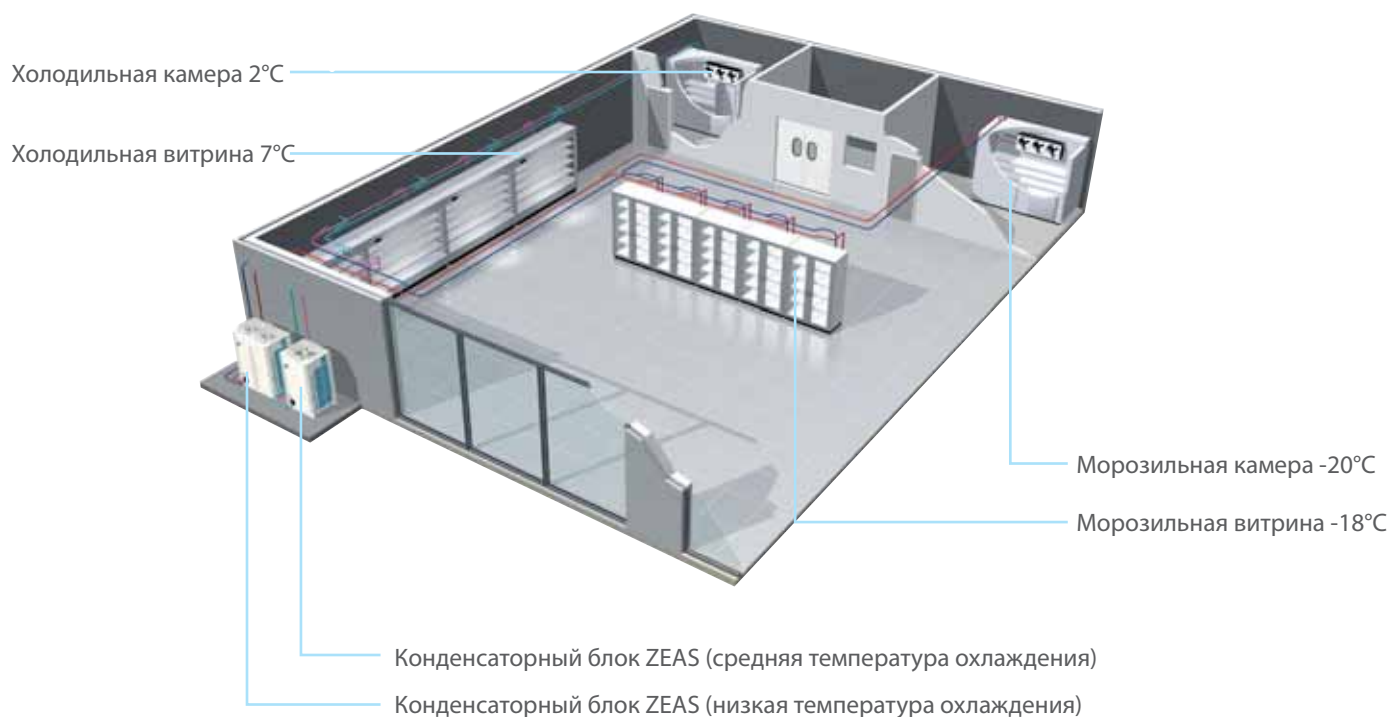 Холодильная камера 2°C
Холодильная витрина 7°C
Морозильная камера -20°C
Морозильная витрина -18°C
Конденсаторный блок ZEAS (средняя температура охлаждения)
Конденсаторный блок ZEAS (низкая температура охлаждения)